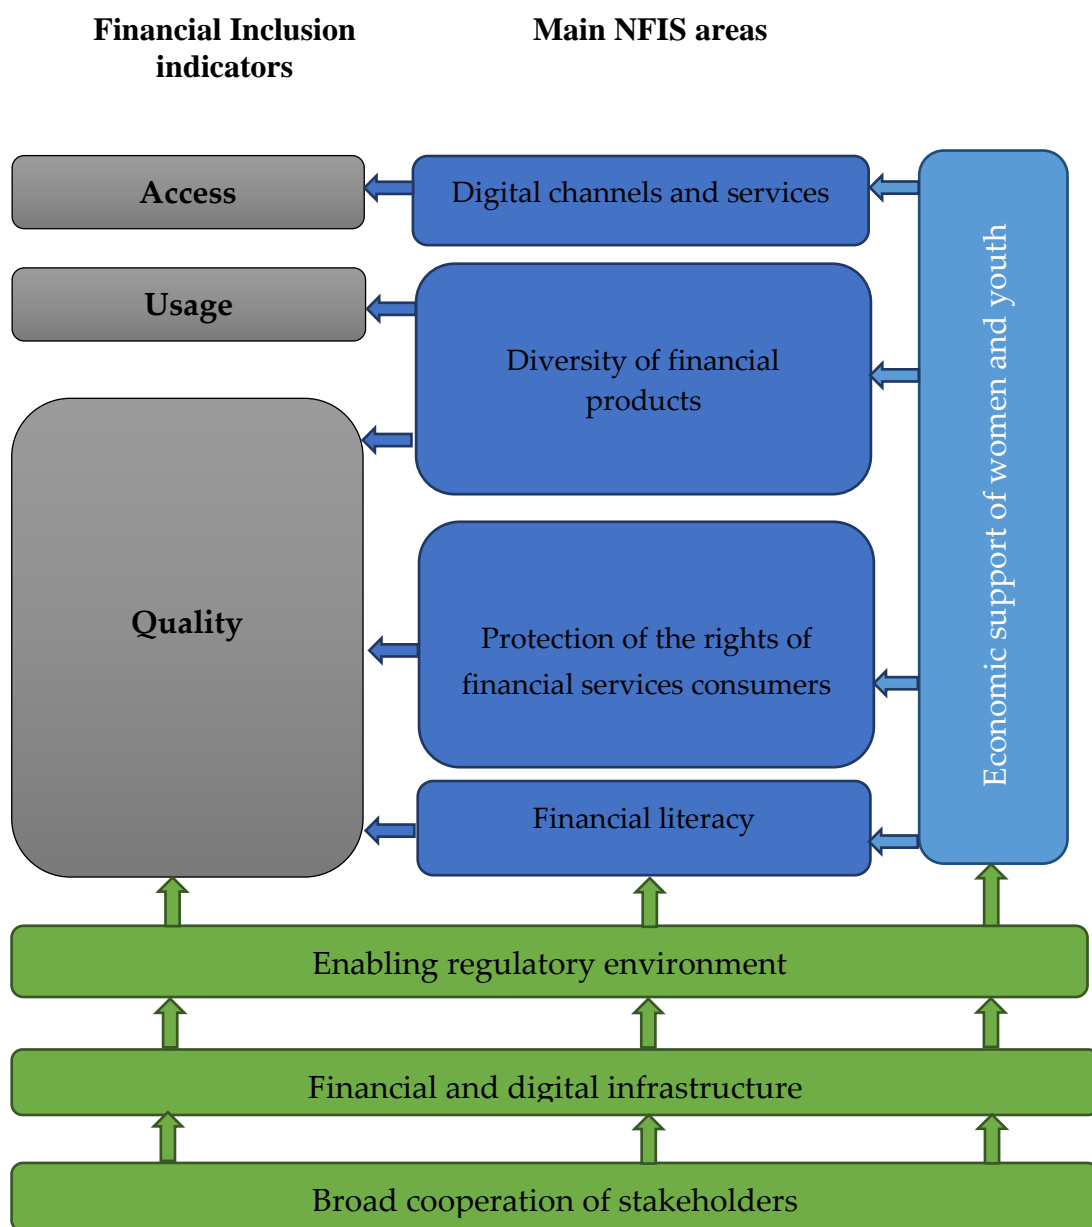 Financial Inclusion
indicators
Main NFIS areas
Access
Digital channels and services
Usage
Diversity of financial
products
Quality
Protection of the rights of
financial services consumers
Financial literacy
Economic support of women and youth
Enabling regulatory environment
Financial and digital infrastructure
Broad cooperation of stakeholders